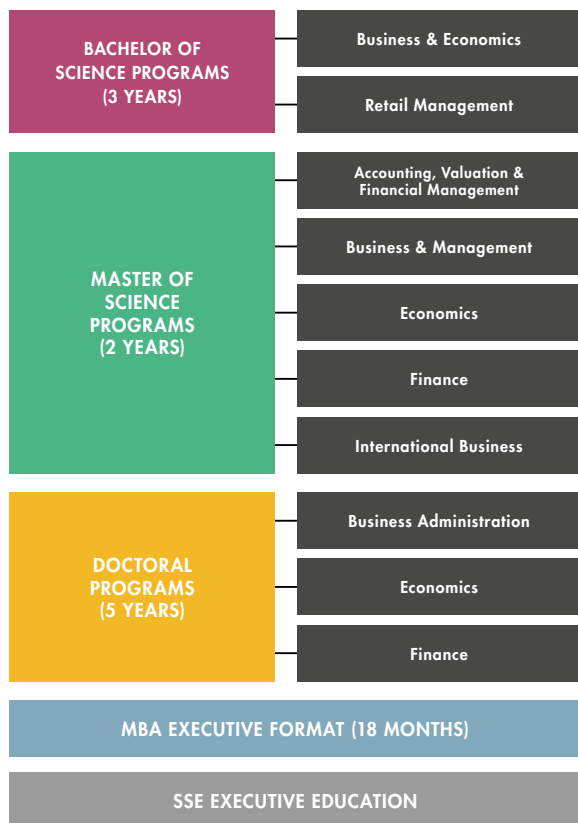 BACHELOR OF
SCIENCE PROGRAMS
(3 YEARS)
Business & Economics
Retail Management
MASTER OF
SCIENCE
PROGRAMS
(2 YEARS)
Accounting, Valuation &
Financial Management
Business & Management
Economics
Finance
International Business
DOCTORAL
PROGRAMS
(5 YEARS)
Business Administration
Economics
Finance
MBA EXECUTIVE FORMAT (18 MONTHS)
SSE EXECUTIVE EDUCATION